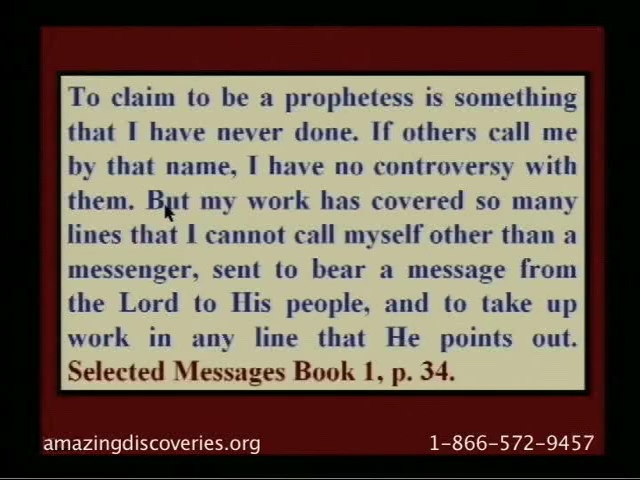 To claim to be a prophetess is something
that I have never done. If others call me
by that name, I have no controversy with
them. But my work has covered so many
lines that I cannot call myself other than a
messenger, sent to bear a message from
the Lord to His people, and to take up
work in any line that He points out.
Selected Messages Book 1, p. 34.
amazingdiscoveries.org 1-866-572-9457